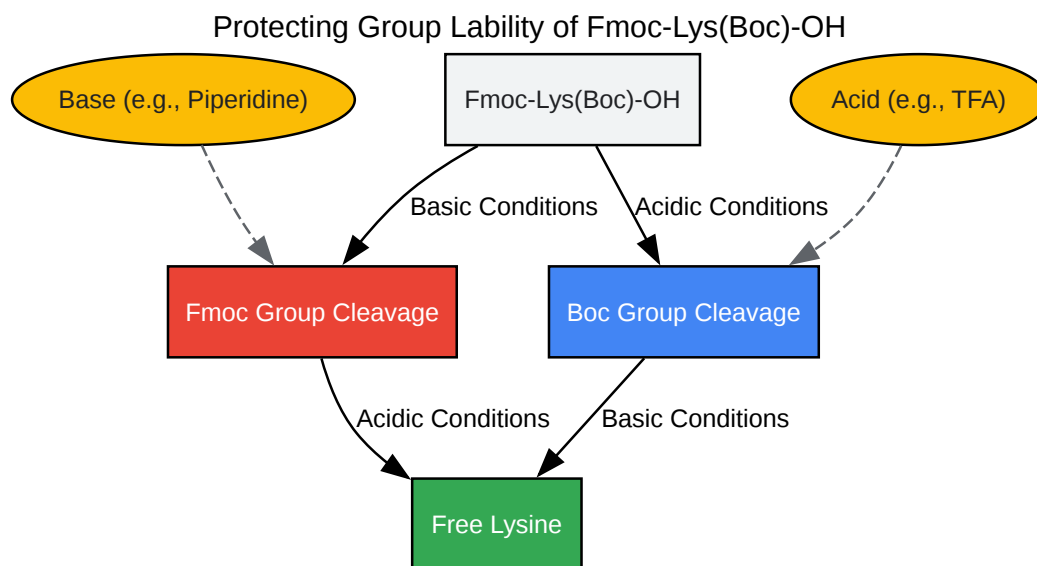 Protecting Group Lability of Fmoc-Lys(Boc)-OH
Base (e.g., Piperidine)
Fmoc-Lys(Boc)-OH
Acid (e.g., TFA)
Basic Conditions
Acidic Conditions
Fmoc Group Cleavage
Boc Group Cleavage
Acidic Conditions
Basic Conditions
Free Lysine